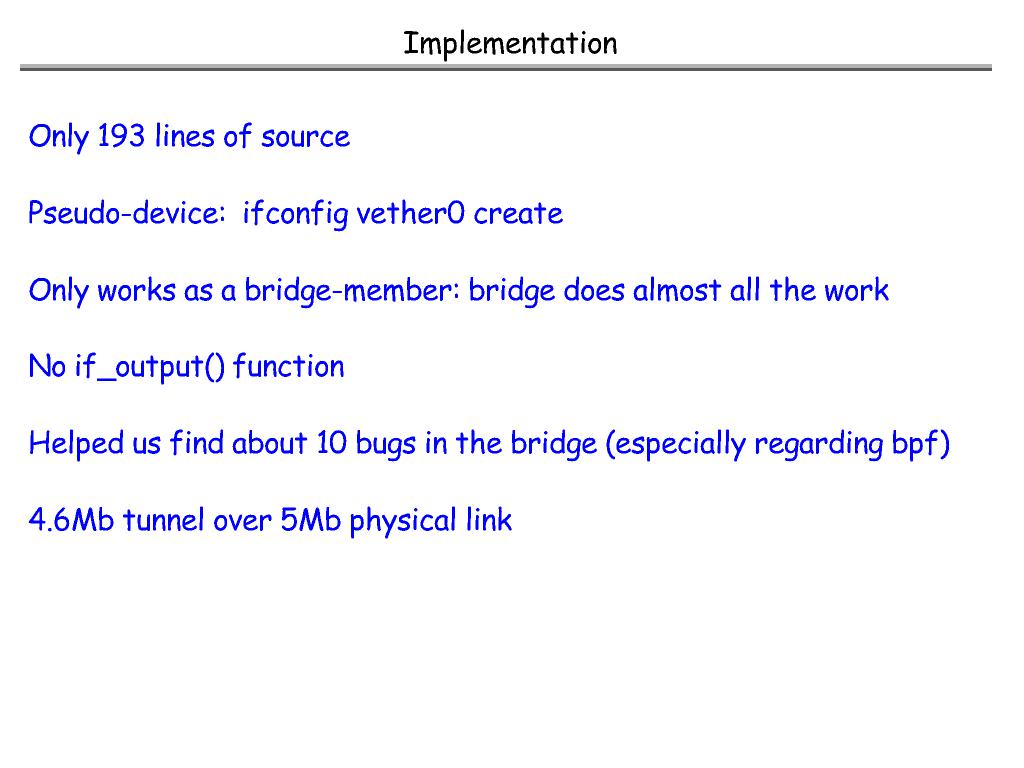 Implementation
Only 193 lines of source
Pseudo-device:  ifconfig vether0 create
Only works as a bridge-member: bridge does almost all the work
No if_output() function
Helped us find about 10 bugs in the bridge (especially regarding bpf)
4.6Mb tunnel over 5Mb physical link